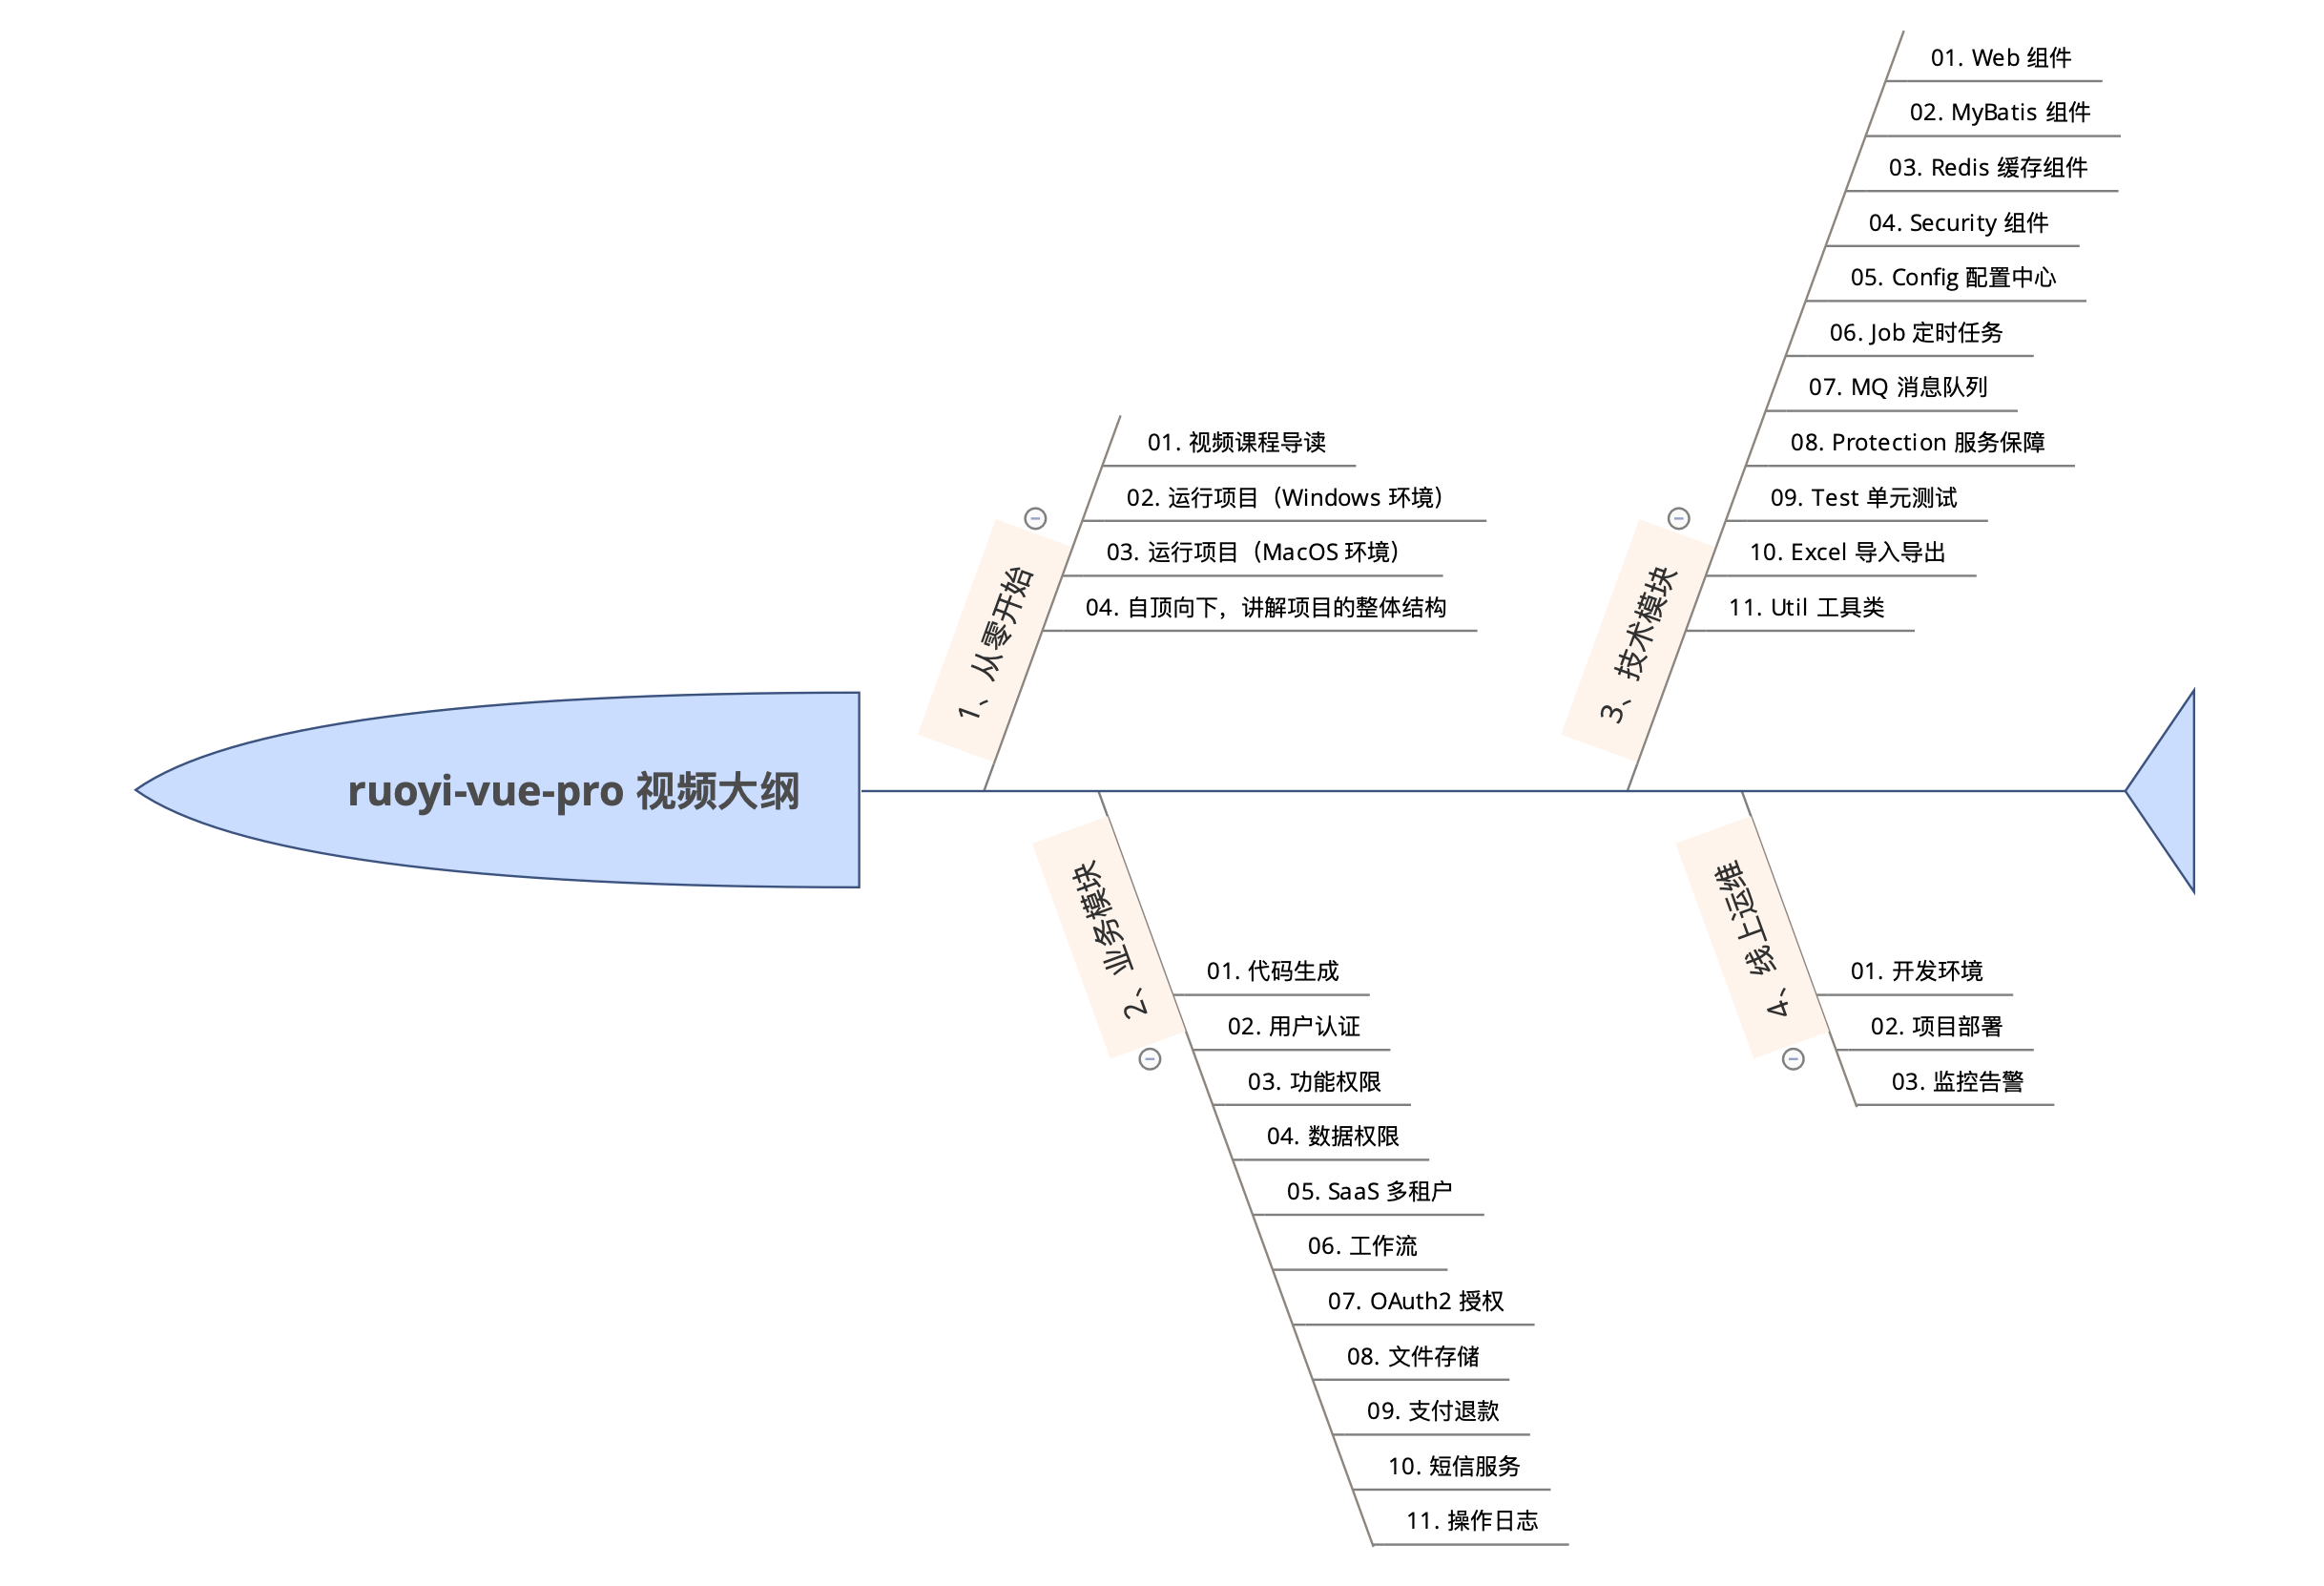 ruoyi-vue-pro 视频大纲
1、从零开始
01. 视频课程导读
02. 运行项目（Windows 环境）
03. 运行项目（MacOS 环境）
04. 自顶向下，讲解项目的整体结构
2、业务模块
01. 代码生成
02. 用户认证
03. 功能权限
04. 数据权限
05. SaaS 多租户
06. 工作流
07. OAuth2 授权
08. 文件存储
09. 支付退款
10. 短信服务
11. 操作日志
3、技术模块
01. Web 组件
02. MyBatis 组件
03. Redis 缓存组件
04. Security 组件
05. Config 配置中心
06. Job 定时任务
07. MQ 消息队列
08. Protection 服务保障
09. Test 单元测试
10. Excel 导入导出
11. Util 工具类
4、线上运维
01. 开发环境
02. 项目部署
03. 监控告警